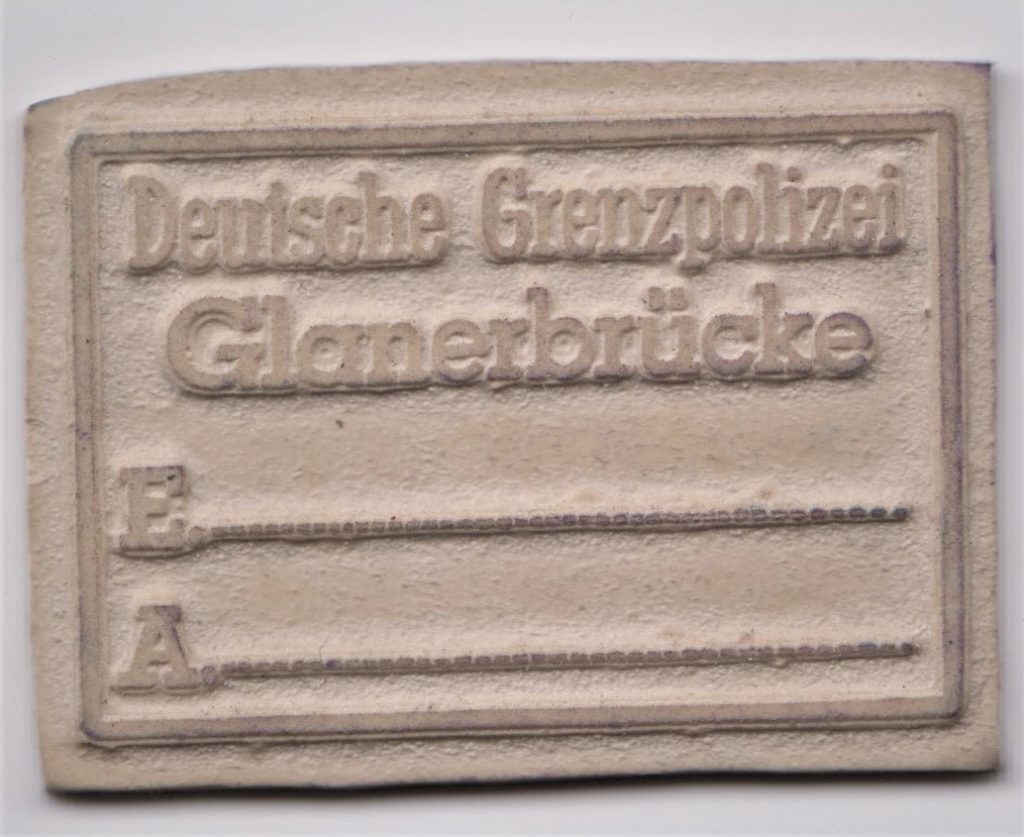 Deutsche Grenzpolizei
Glanerbrücke
E.
A.